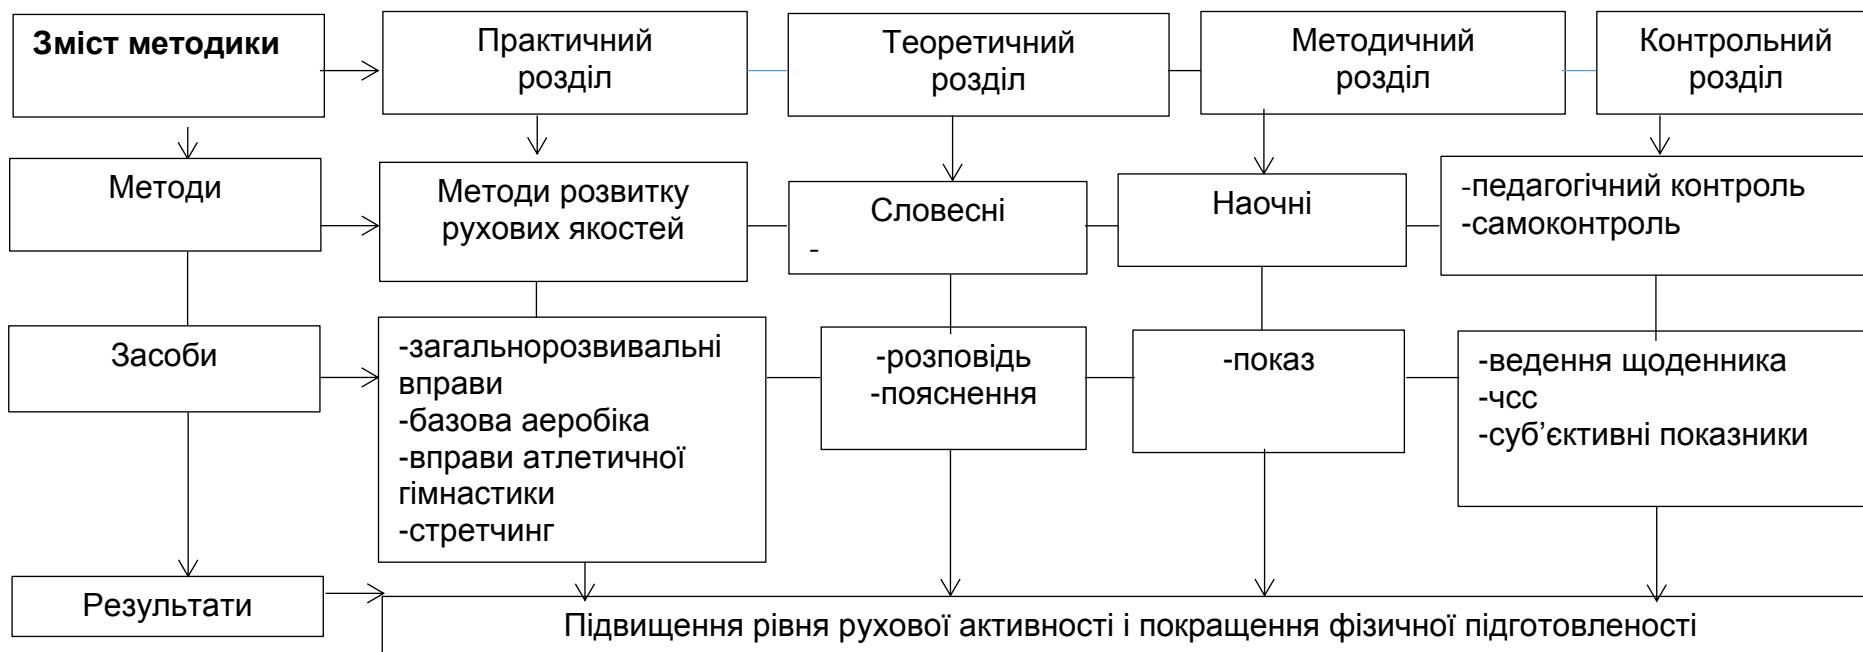 Зміст методики
Практичний
розділ
Теоретичний
розділ
Методичний
розділ
Контрольний
розділ
Методи
Методи розвитку
рухових якостей
Словесні
-
Наочні
-педагогічний контроль
-самоконтроль
Засоби
-загальнорозвивальні
вправи
-базова аеробіка
-вправи атлетичної
гімнастики
-стретчинг
-розповідь
-пояснення
-показ
-ведення щоденника
-чсс
-суб’єктивні показники
Результати
Підвищення рівня рухової активності і покращення фізичної підготовленості